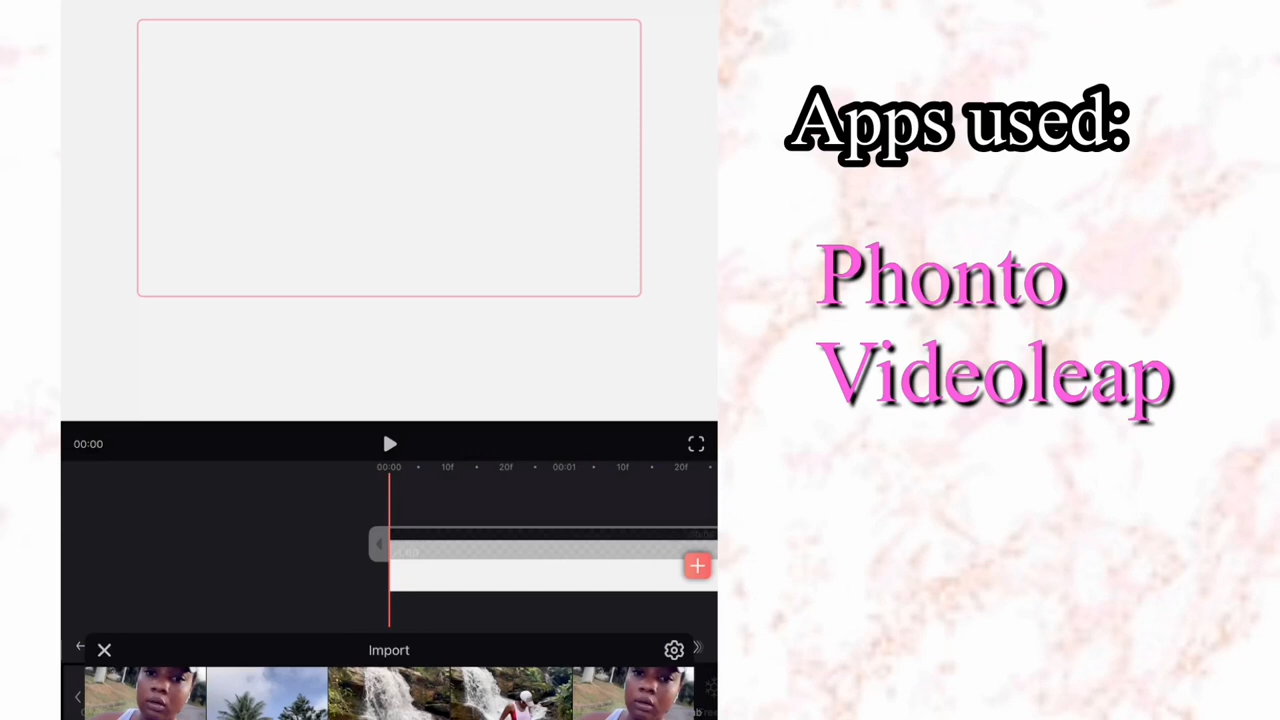 Apps used:
Phonto
Videoleap
00:00
00:00 10f 20f 00:01 10f 20f
Import